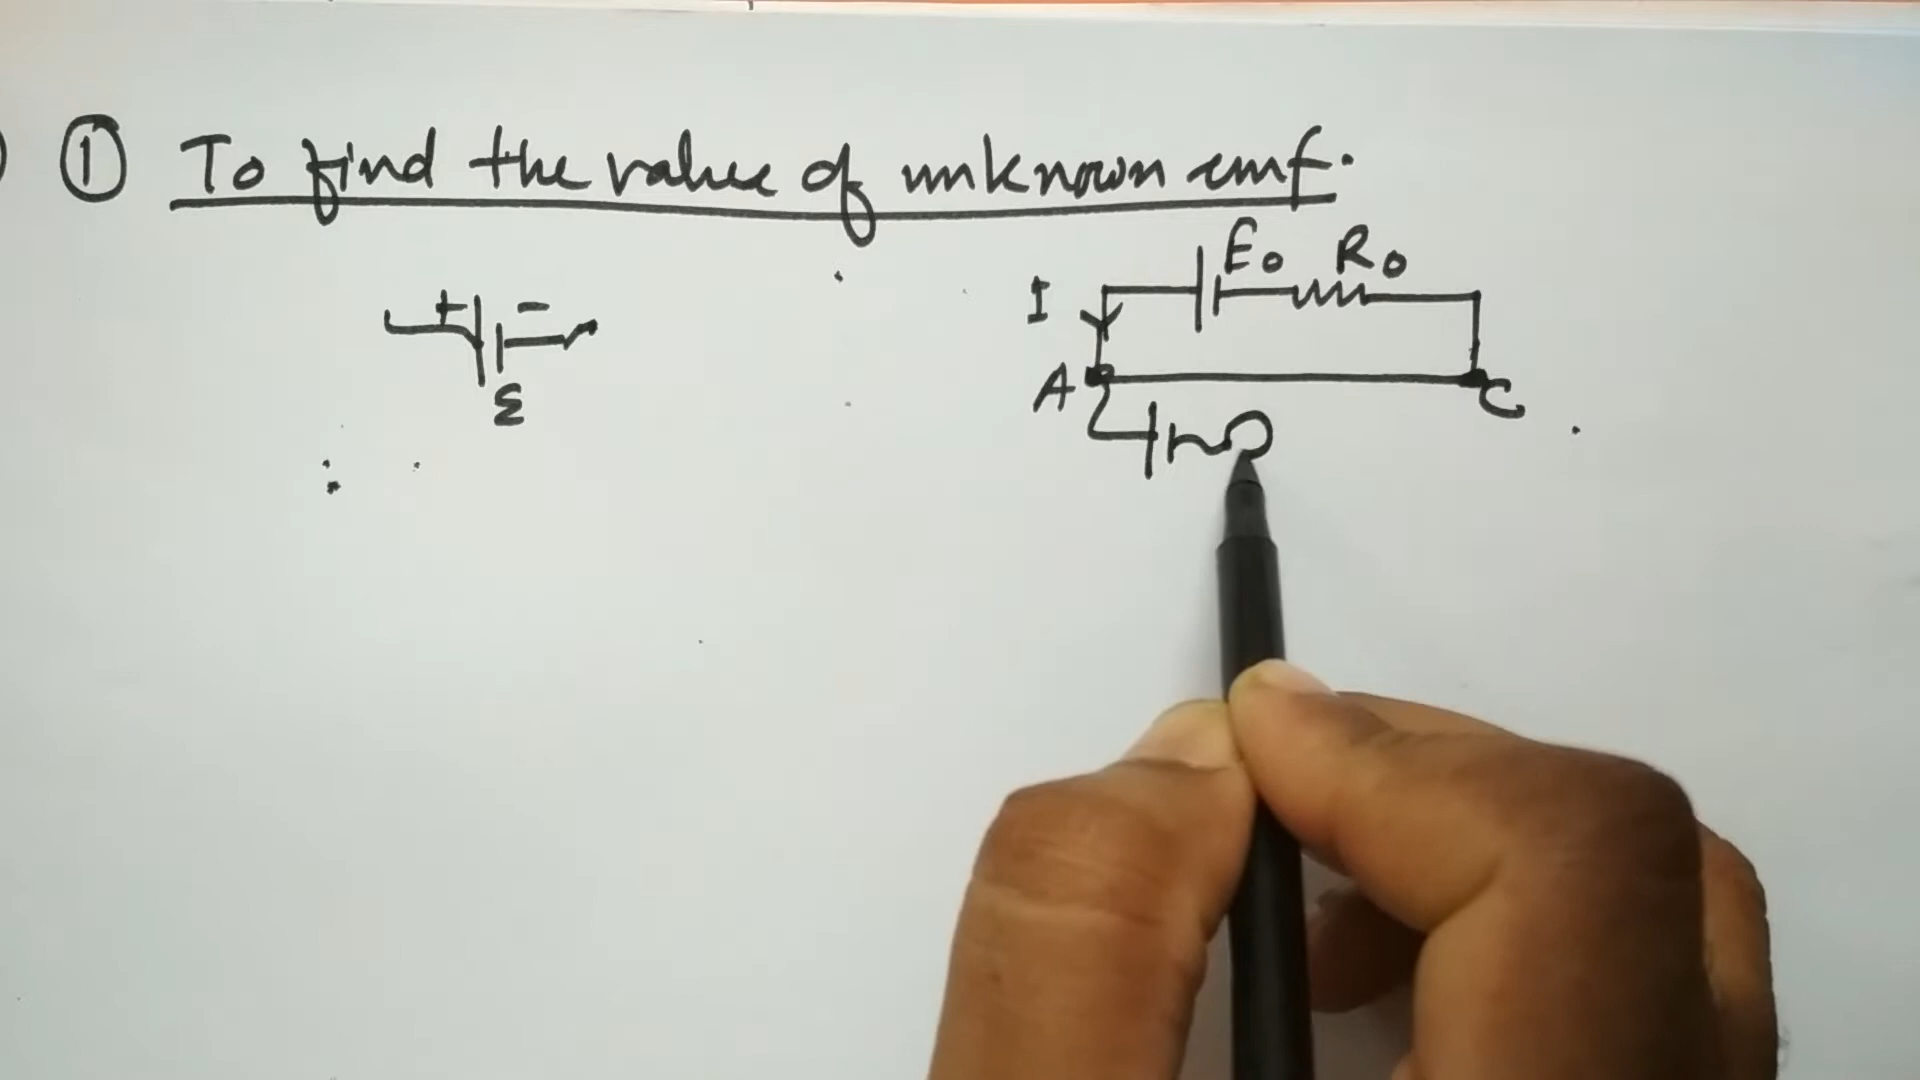 ① To find the value of unknown emf.
E₀ R₀
+ -
I
ε
A C